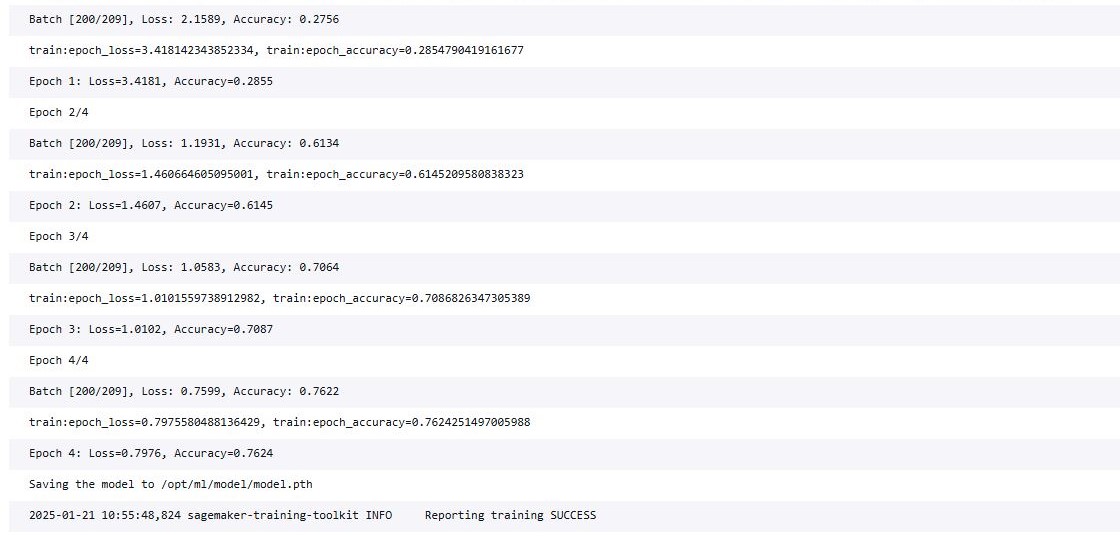 Batch [200/209], Loss: 2.1589, Accuracy: 0.2756
train:epoch_loss=3.418142343852334, train:epoch_accuracy=0.2854790419161677
Epoch 1: Loss=3.4181, Accuracy=0.2855
Epoch 2/4
Batch [200/209], Loss: 1.1931, Accuracy: 0.6134
train:epoch_loss=1.460664605095001, train:epoch_accuracy=0.6145209580838323
Epoch 2: Loss=1.4607, Accuracy=0.6145
Epoch 3/4
Batch [200/209], Loss: 1.0583, Accuracy: 0.7064
train:epoch_loss=1.0101559738912982, train:epoch_accuracy=0.7086826347305389
Epoch 3: Loss=1.0102, Accuracy=0.7087
Epoch 4/4
Batch [200/209], Loss: 0.7599, Accuracy: 0.7622
train:epoch_loss=0.7975580488136429, train:epoch_accuracy=0.7624251497005988
Epoch 4: Loss=0.7976, Accuracy=0.7624
Saving the model to /opt/ml/model/model.pth
2025-01-21 10:55:48,824 sagemaker-training-toolkit INFO     Reporting training SUCCESS